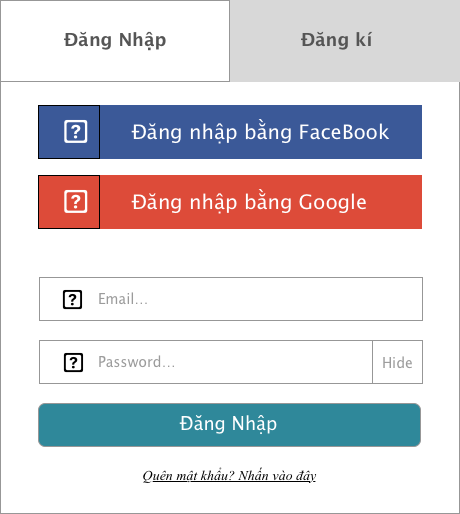 Đăng Nhập
Đăng kí
Đăng nhập bằng FaceBook
Đăng nhập bằng Google
Email...
Password...
Hide
Đăng Nhập
Quên mật khẩu? Nhấn vào đây